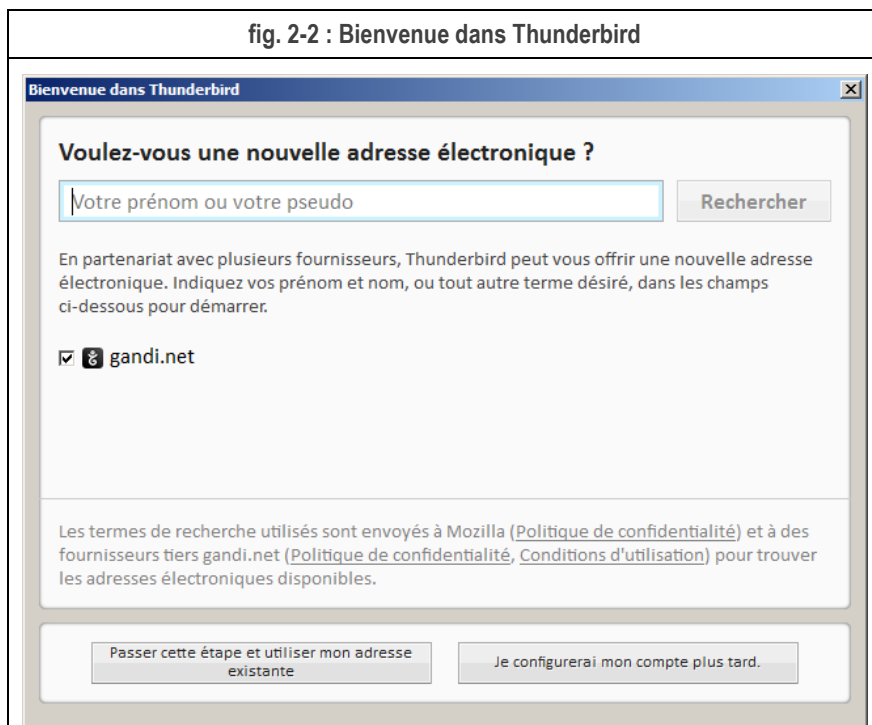 fig. 2-2 : Bienvenue dans Thunderbird
Bienvenue dans Thunderbird
Voulez-vous une nouvelle adresse électronique ?
Votre prénom ou votre pseudo
Rechercher
En partenariat avec plusieurs fournisseurs, Thunderbird peut vous offrir une nouvelle adresse
électronique. Indiquez vos prénom et nom, ou tout autre terme désiré, dans les champs
ci-dessous pour démarrer.
gandi.net
Les termes de recherche utilisés sont envoyés à Mozilla (Politique de confidentialité) et à des
fournisseurs tiers gandi.net (Politique de confidentialité, Conditions d'utilisation) pour trouver
les adresses électroniques disponibles.
Passer cette étape et utiliser mon adresse
existante
Je configurerai mon compte plus tard.